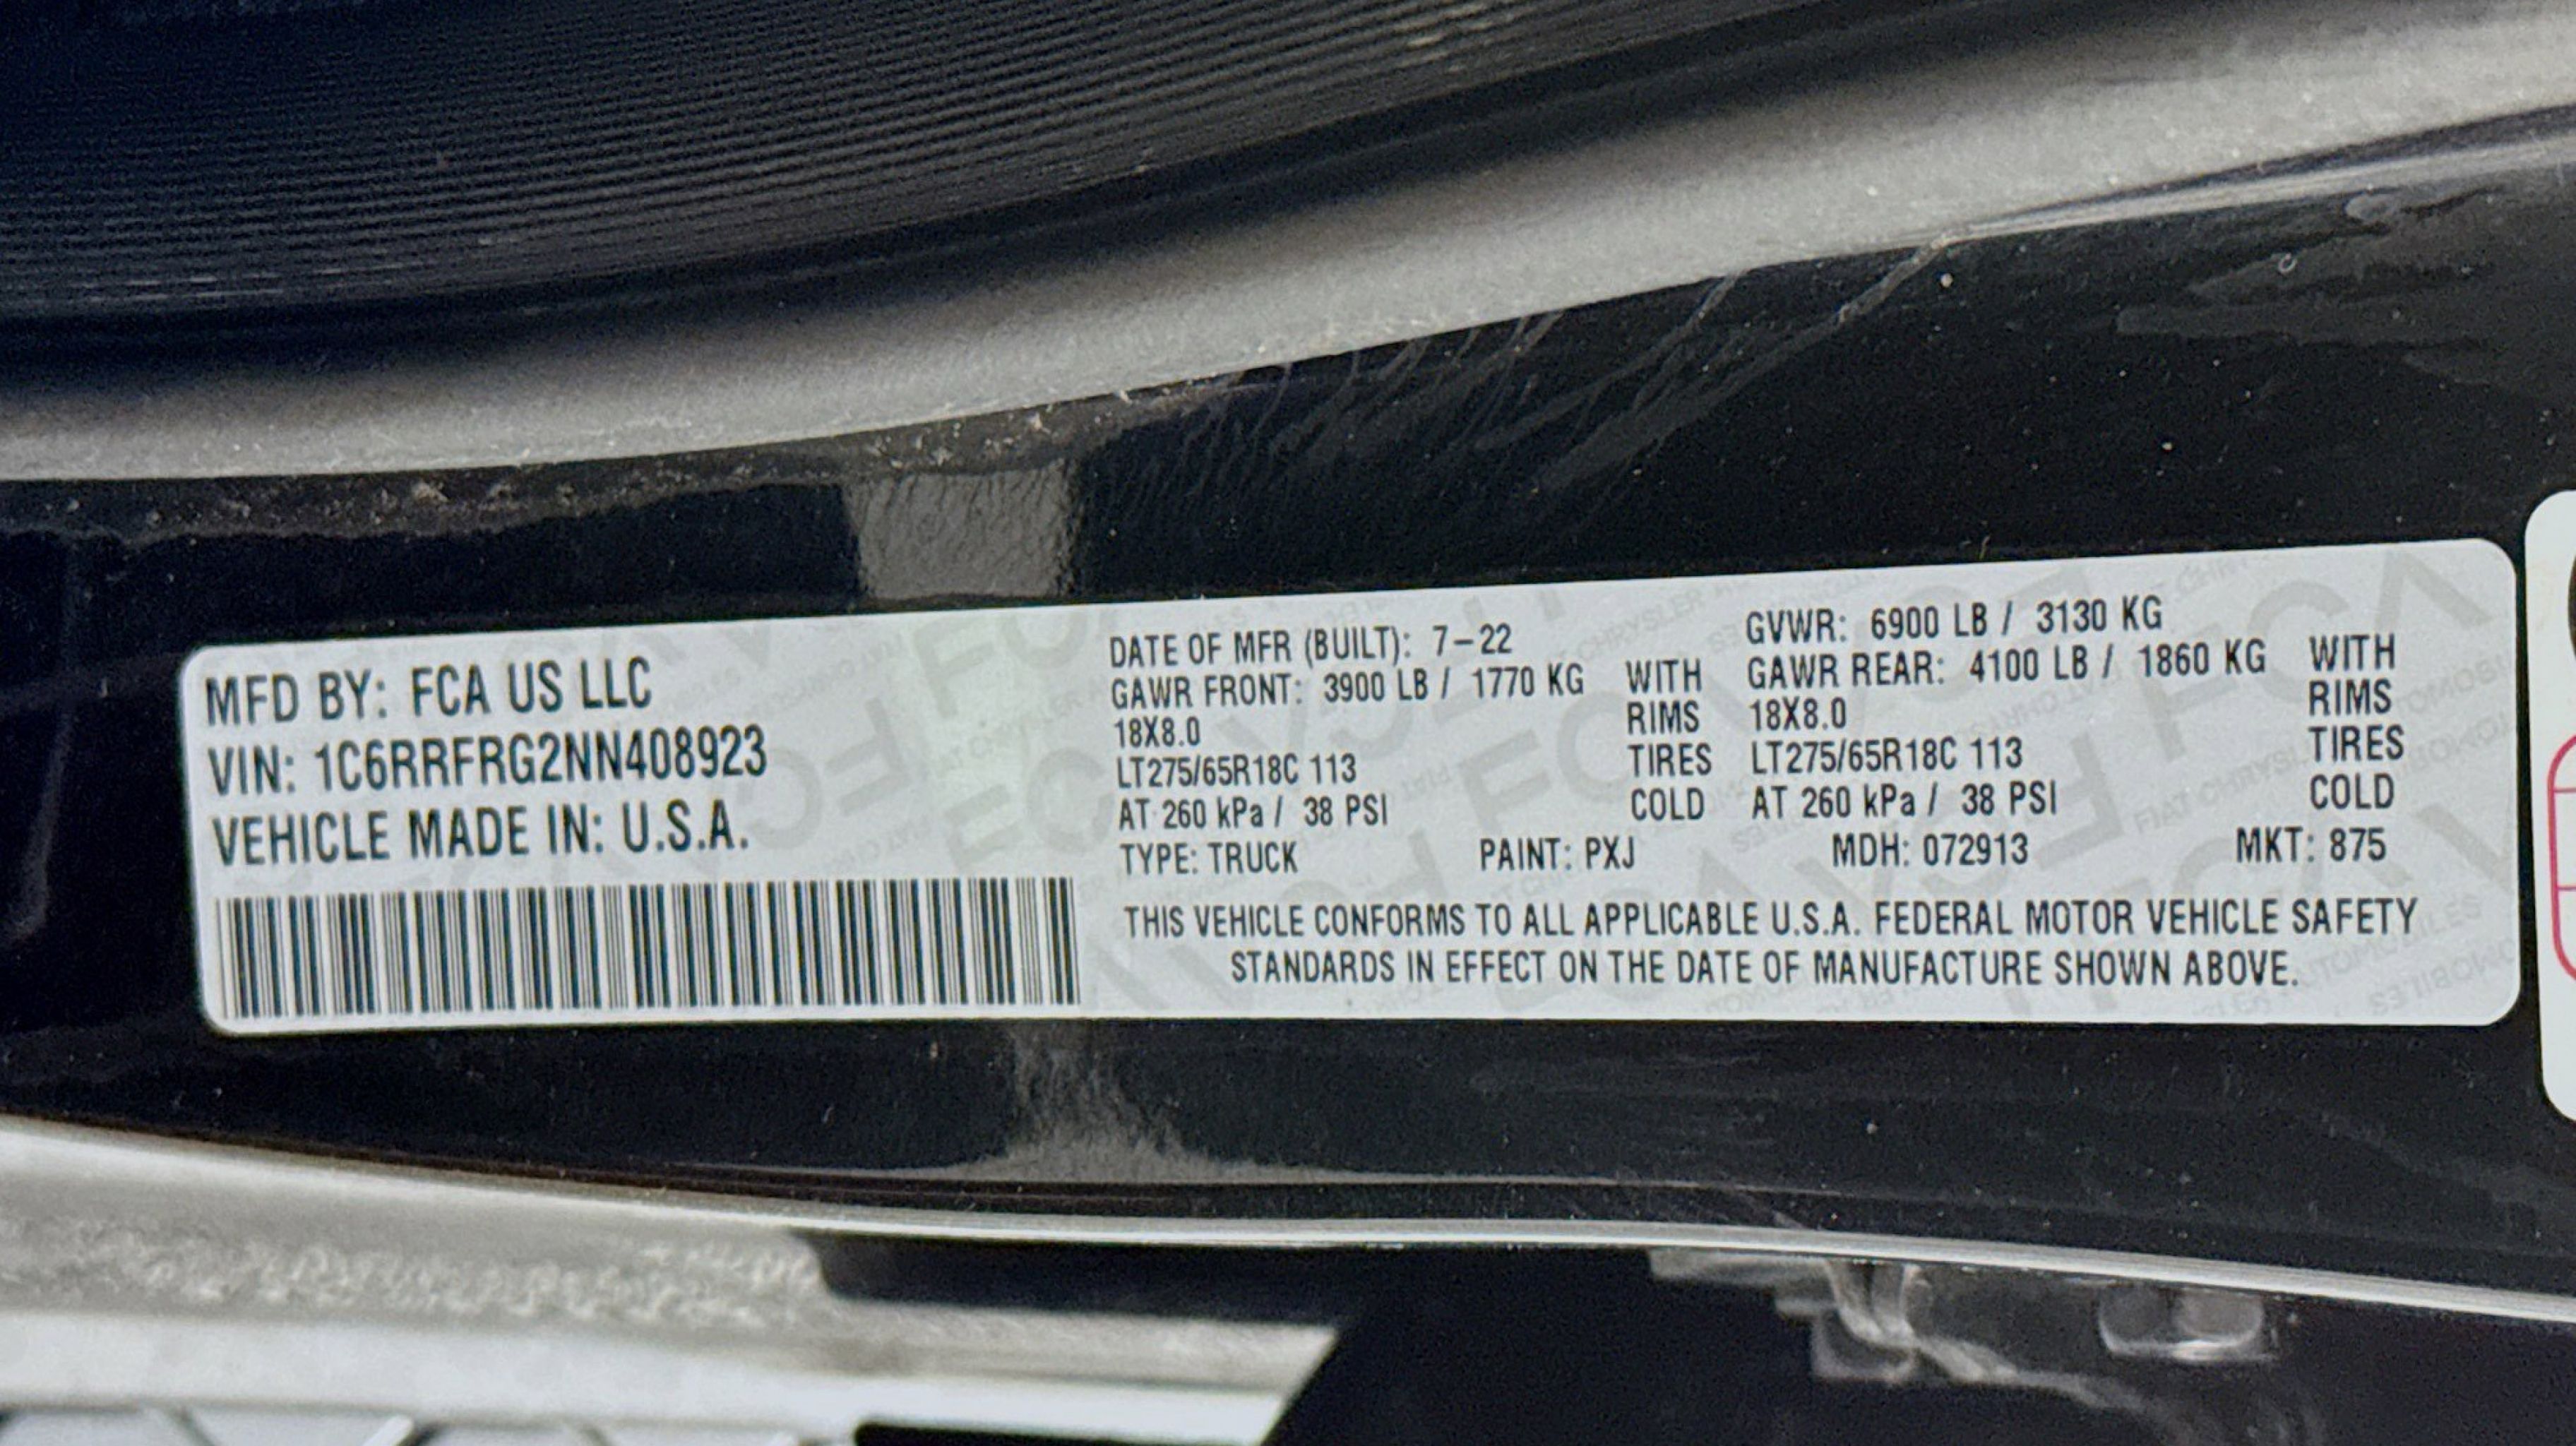 MFD BY: FCA US LLC
VIN: 1C6RRFRG2NN408923
VEHICLE MADE IN: U.S.A.
DATE OF MFR (BUILT): 7-22
GAWR FRONT: 3900 LB / 1770 KG WITH
18X8.0 RIMS
LT275/65R18C 113 TIRES
AT 260 kPa / 38 PSI COLD
GVWR: 6900 LB / 3130 KG
GAWR REAR: 4100 LB / 1860 KG WITH
18X8.0 RIMS
LT275/65R18C 113 TIRES
AT 260 kPa / 38 PSI COLD
TYPE: TRUCK PAINT: PXJ MDH: 072913 MKT: 875
THIS VEHICLE CONFORMS TO ALL APPLICABLE U.S.A. FEDERAL MOTOR VEHICLE SAFETY
STANDARDS IN EFFECT ON THE DATE OF MANUFACTURE SHOWN ABOVE.